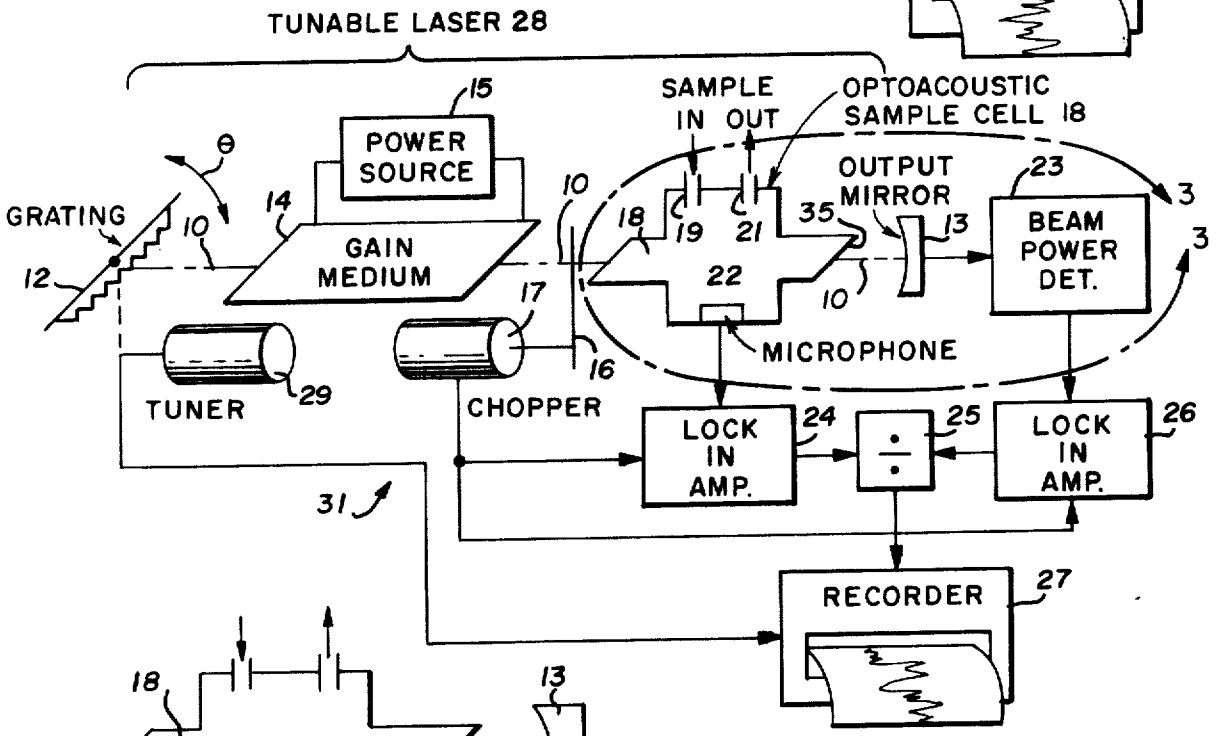 TUNABLE LASER 28
SAMPLE
IN OUT
OPTOACOUSTIC
SAMPLE CELL 18
15
POWER
SOURCE
θ
GRATING
10
12
14
GAIN
MEDIUM
10
18
19
21
22
35
OUTPUT
MIRROR
13
10
23
BEAM
POWER
DET.
3
3
17
16
MICROPHONE
29
TUNER
CHOPPER
24
LOCK
IN
AMP.
÷
25
26
LOCK
IN
AMP.
31
RECORDER
27
18
13